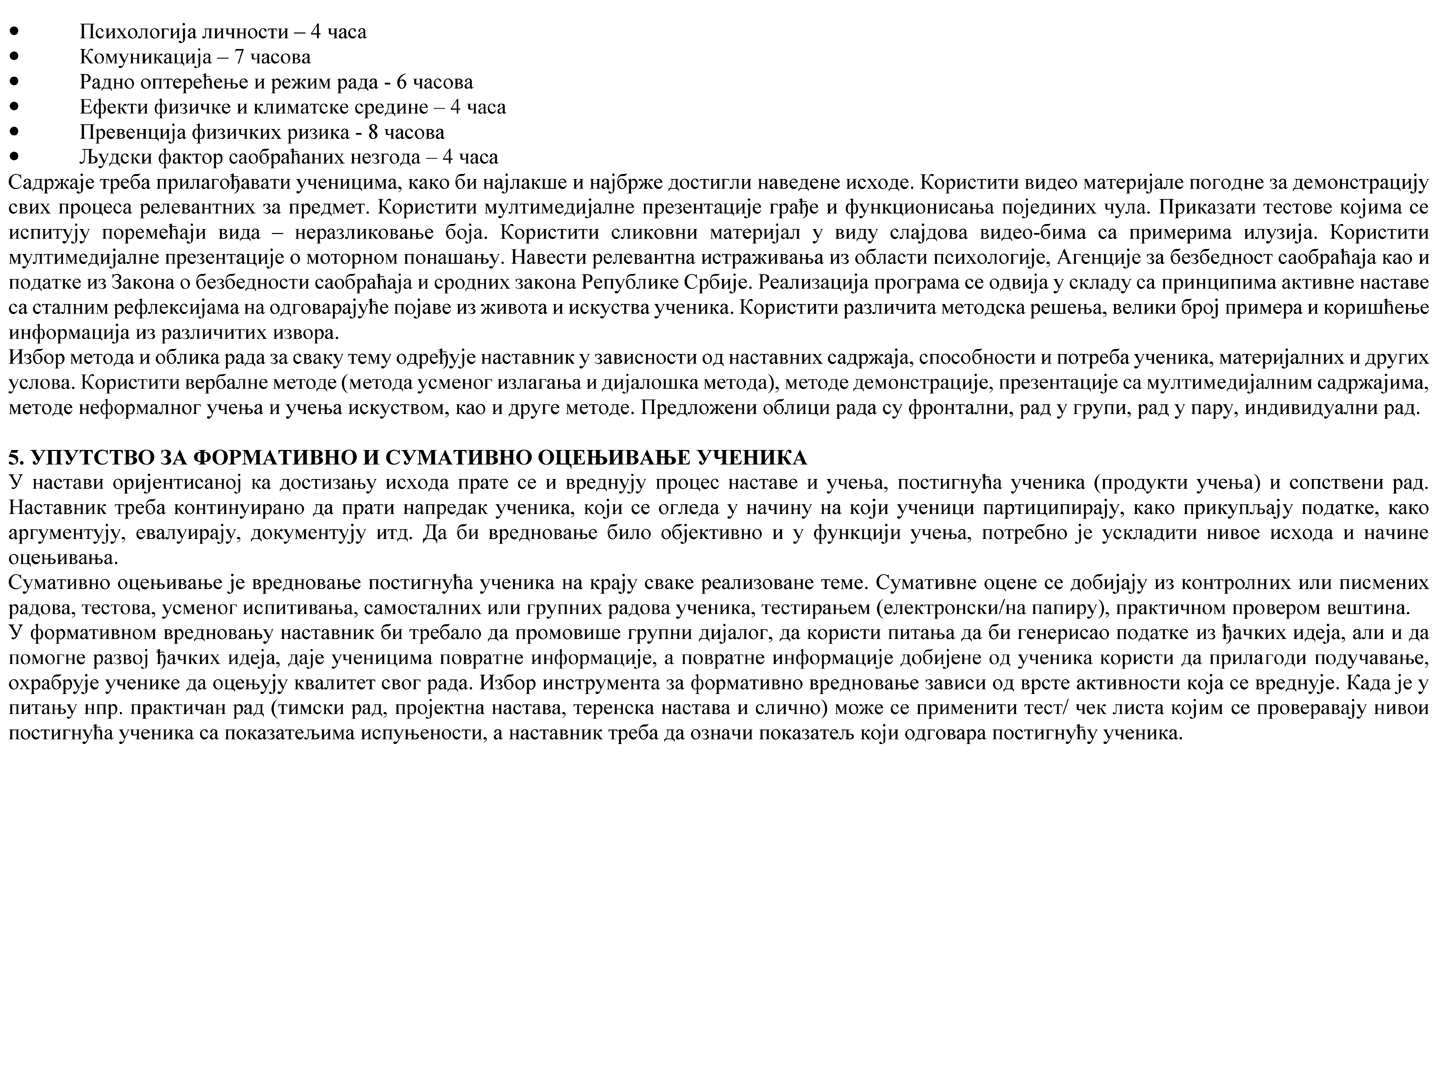 • Психологија личности – 4 часа
• Комуникација – 7 часова
• Радно оптерећење и режим рада - 6 часова
• Ефекти физичке и климатске средине – 4 часа
• Превенција физичких ризика - 8 часова
• Људски фактор саобраћаних незгода – 4 часа
Садржаје треба прилагођавати ученицима, како би најлакше и најбрже достигли наведене исходе. Користити видео материјале погодне за демонстрацију
свих процеса релевантних за предмет. Користити мултимедијалне презентације грађе и функционисања појединих чула. Приказати тестове којима се
испитују поремећаји вида – неразликовање боја. Користити сликовни материјал у виду слајдова видео-бима са примерима илузија. Користити
мултимедијалне презентације о моторном понашању. Навести релевантна истраживања из области психологије, Агенције за безбедност саобраћаја као и
податке из Закона о безбедности саобраћаја и сродних закона Републике Србије. Реализација програма се одвија у складу са принципима активне наставе
са сталним рефлексијама на одговарајуће појаве из живота и искуства ученика. Користити различита методска решења, велики број примера и коришћење
информација из различитих извора.
Избор метода и облика рада за сваку тему одређује наставник у зависности од наставних садржаја, способности и потреба ученика, материјалних и других
услова. Користити вербалне методе (метода усменог излагања и дијалошка метода), методе демонстрације, презентације са мултимедијалним садржајима,
методе неформалног учења и учења искуством, као и друге методе. Предложени облици рада су фронтални, рад у групи, рад у пару, индивидуални рад.
5. УПУТСТВО ЗА ФОРМАТИВНО И СУМАТИВНО ОЦЕЊИВАЊЕ УЧЕНИКА
У настави оријентисаној ка достизању исхода прате се и вреднују процес наставе и учења, постигнућа ученика (продукти учења) и сопствени рад.
Наставник треба континуирано да прати напредак ученика, који се огледа у начину на који ученици партиципирају, како прикупљају податке, како
аргументују, евалуирају, документују итд. Да би вредновање било објективно и у функцији учења, потребно је ускладити нивое исхода и начине
оцењивања.
Сумативно оцењивање је вредновање постигнућа ученика на крају сваке реализоване теме. Сумативне оцене се добијају из контролних или писмених
радова, тестова, усменог испитивања, самосталних или групних радова ученика, тестирањем (електронски/на папиру), практичном провером вештина.
У формативном вредновању наставник би требало да промовише групни дијалог, да користи питања да би генерисао податке из ђачких идеја, али и да
помогне развој ђачких идеја, даје ученицима повратне информације, а повратне информације добијене од ученика користи да прилагоди подучавање,
охрабрује ученике да оцењују квалитет свог рада. Избор инструмента за формативно вредновање зависи од врсте активности која се вреднује. Када је у
питању нпр. практичан рад (тимски рад, пројектна настава, теренска настава и слично) може се применити тест/ чек листа којим се проверавају нивои
постигнућа ученика са показатељима испуњености, а наставник треба да означи показатељ који одговара постигнућу ученика.